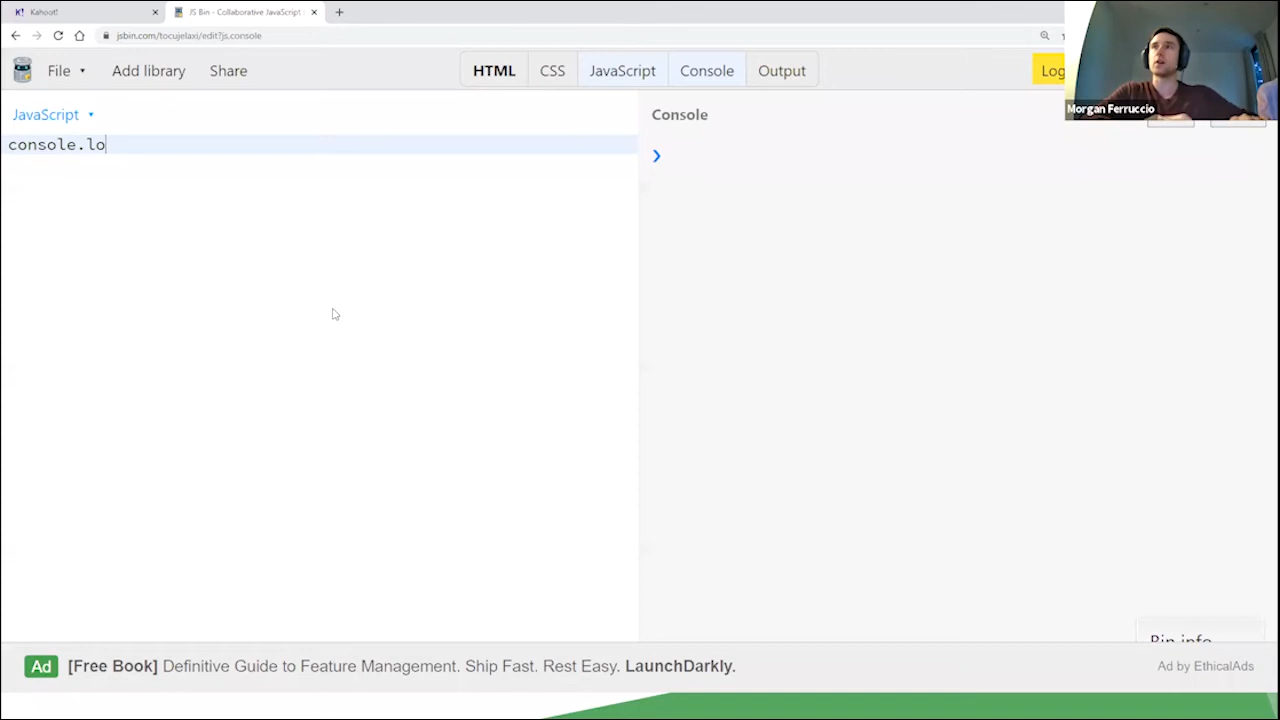 K! Kahoot!
JS Bin - Collaborative JavaScript
jsbin.com/tocujelaxi/edit?js,console
File
Add library
Share
HTML
CSS
JavaScript
Console
Output
Log
Morgan Ferruccio
JavaScript
Console
console.lo
Bin info
Ad
[Free Book] Definitive Guide to Feature Management. Ship Fast. Rest Easy. LaunchDarkly.
Ad by EthicalAds